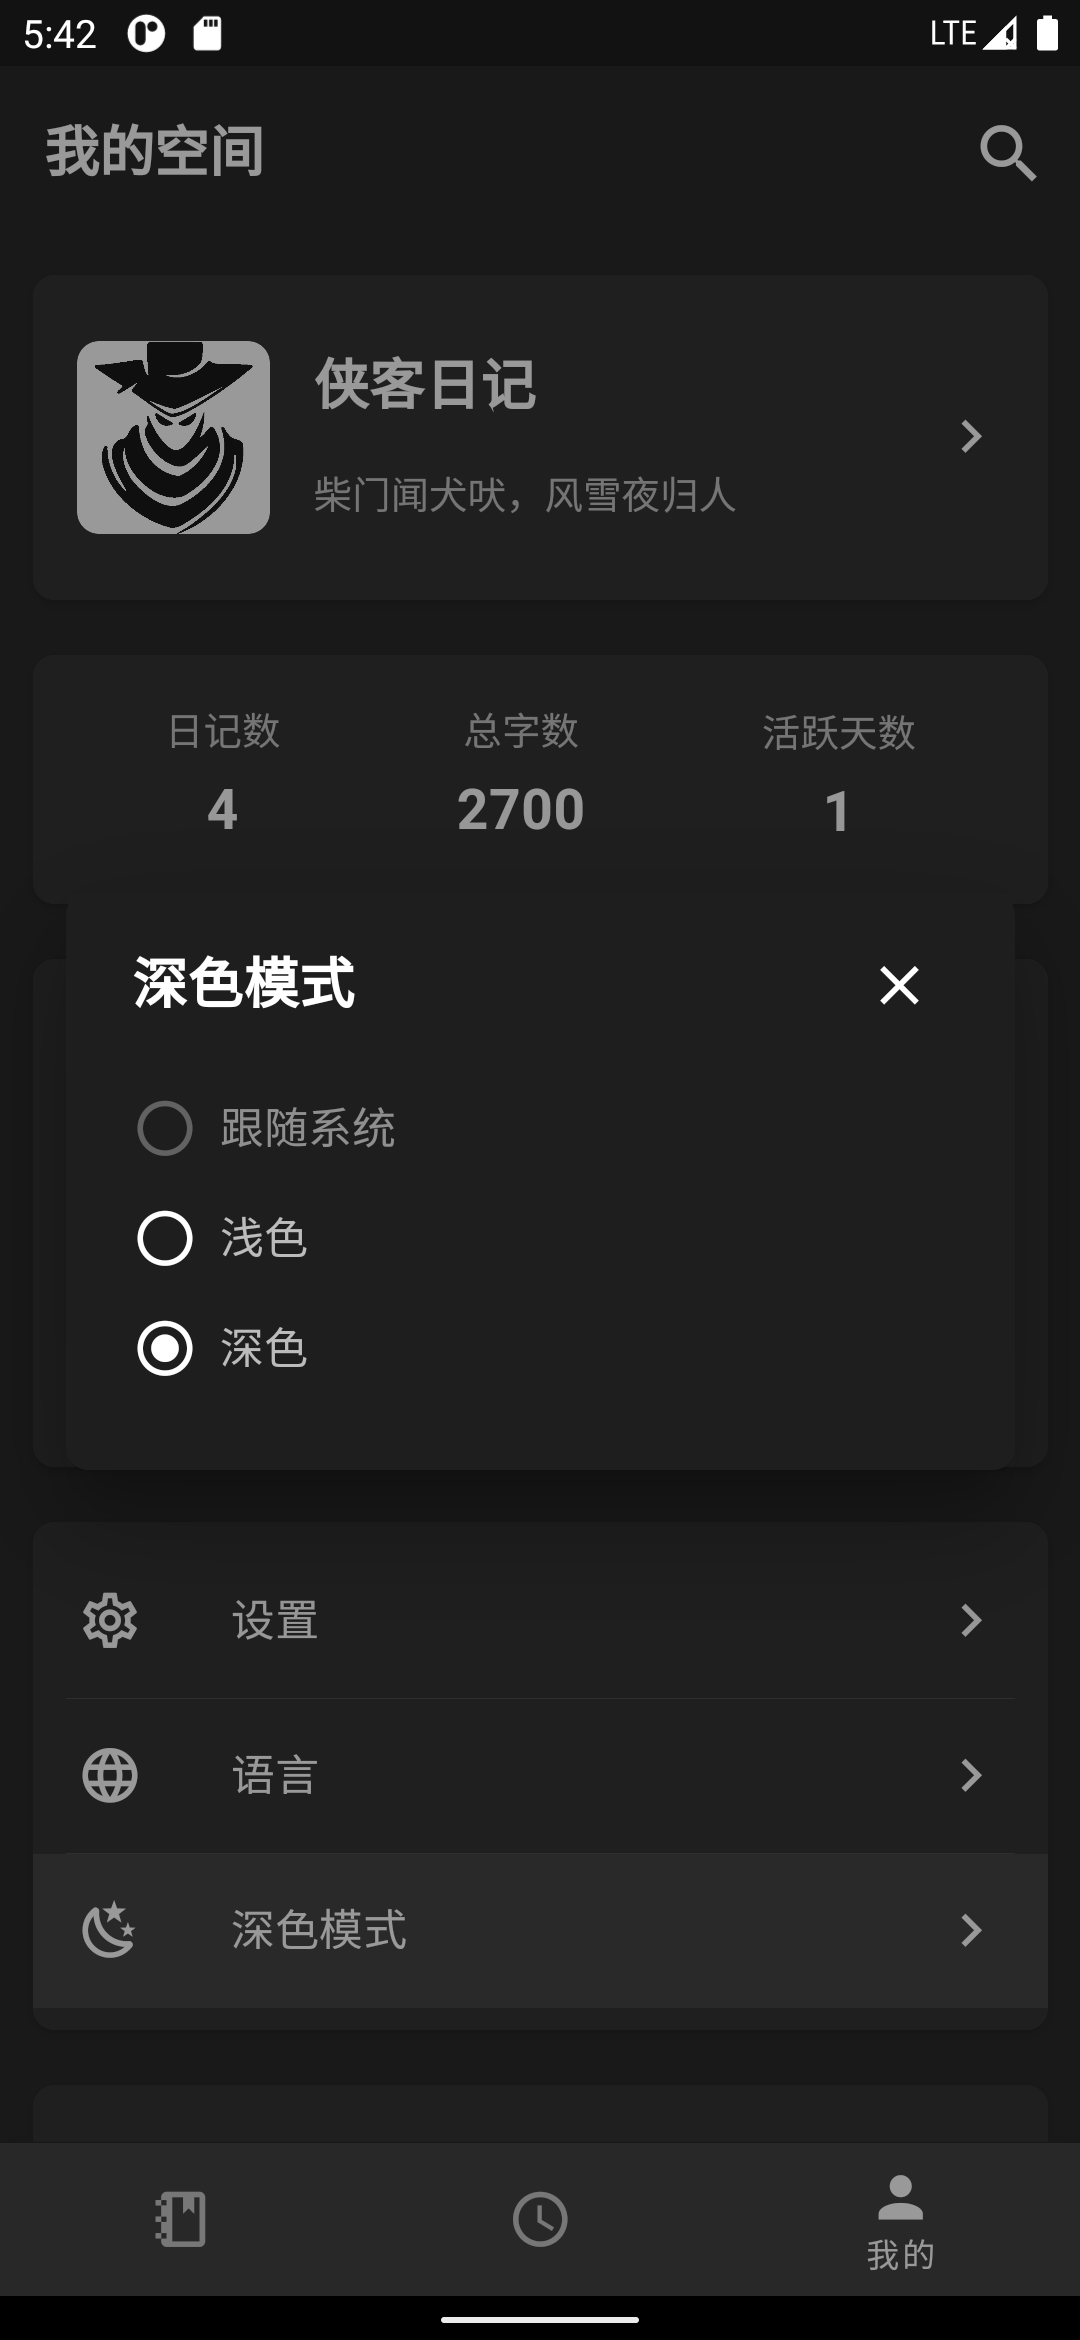 5:42
LTE
我的空间
侠客日记
柴门闻犬吠，风雪夜归人
日记数 总字数 活跃天数
4 2700 1
深色模式
跟随系统
浅色
深色
设置
语言
深色模式
我的